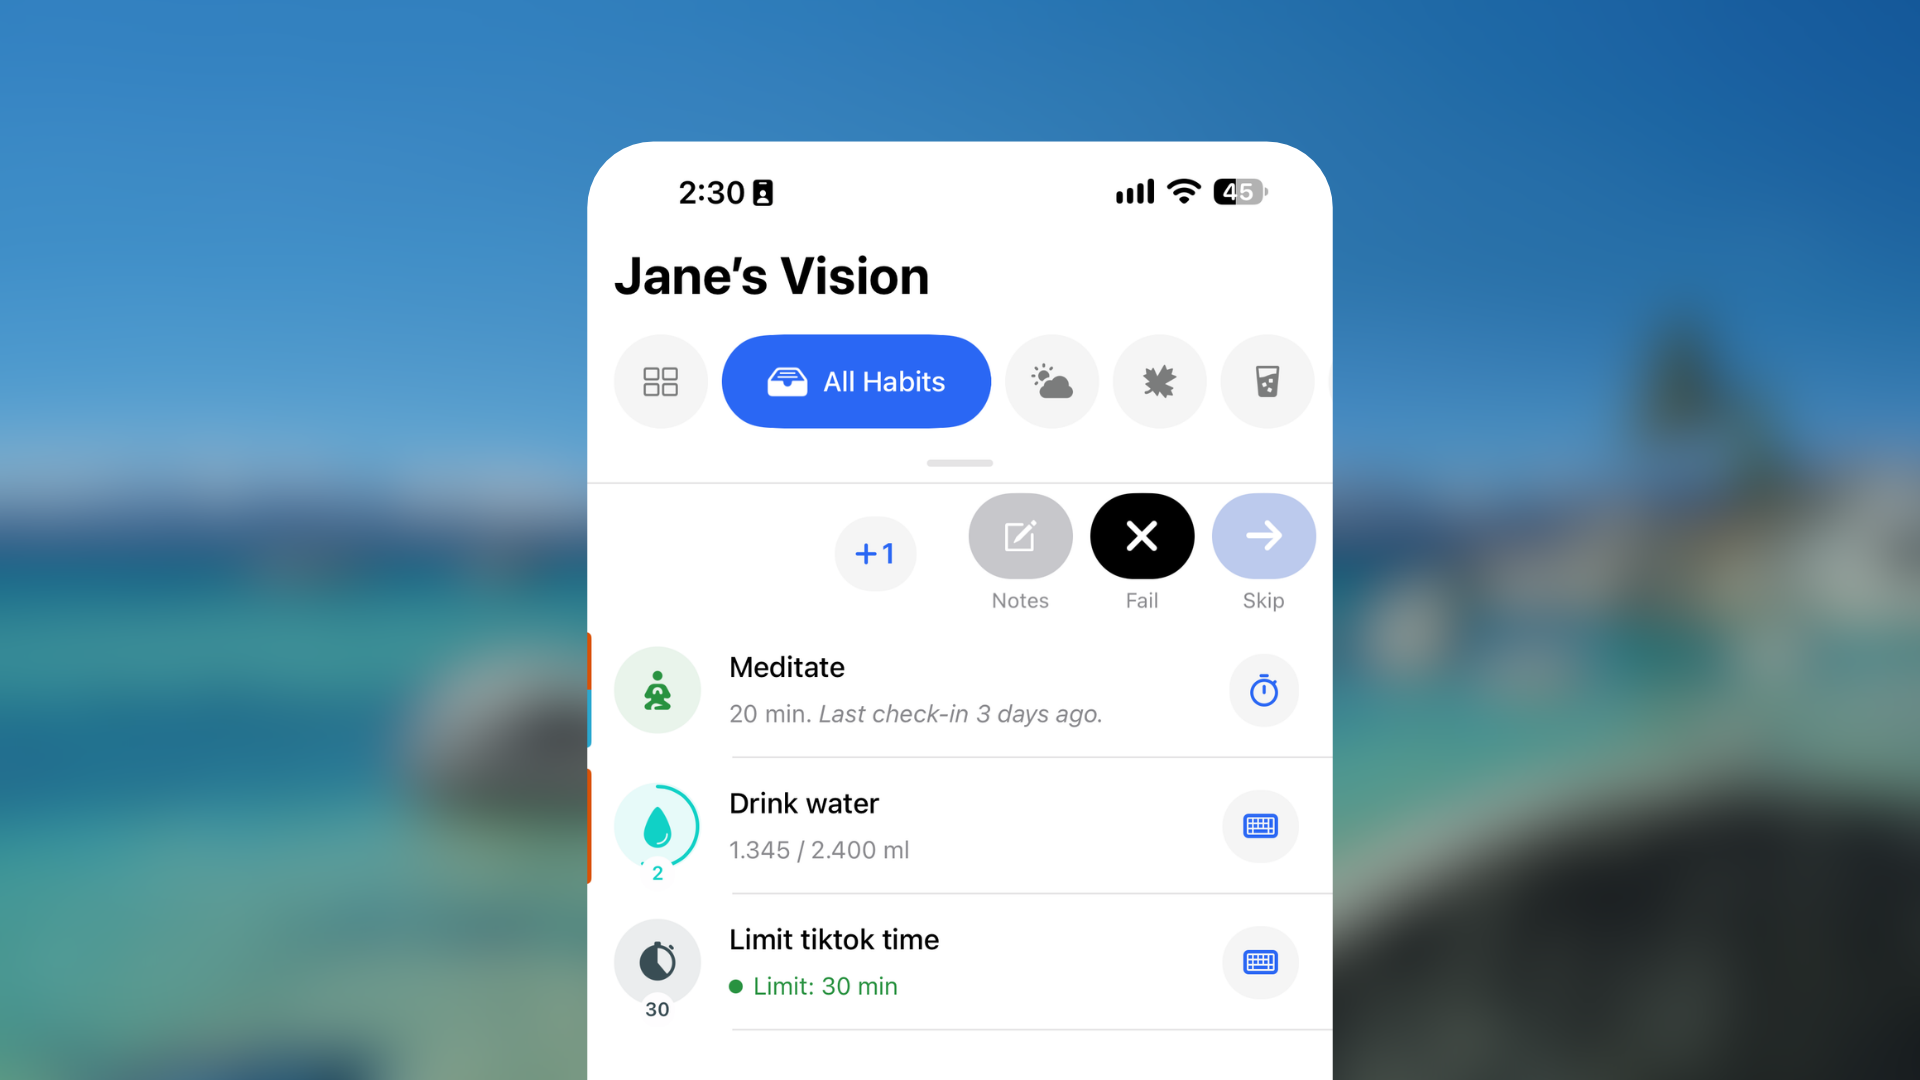 2:30
45
Jane's Vision
All Habits
+1
Notes
Fail
Skip
Meditate
20 min. Last check-in 3 days ago.
Drink water
1.345 / 2.400 ml
2
Limit tiktok time
Limit: 30 min
30